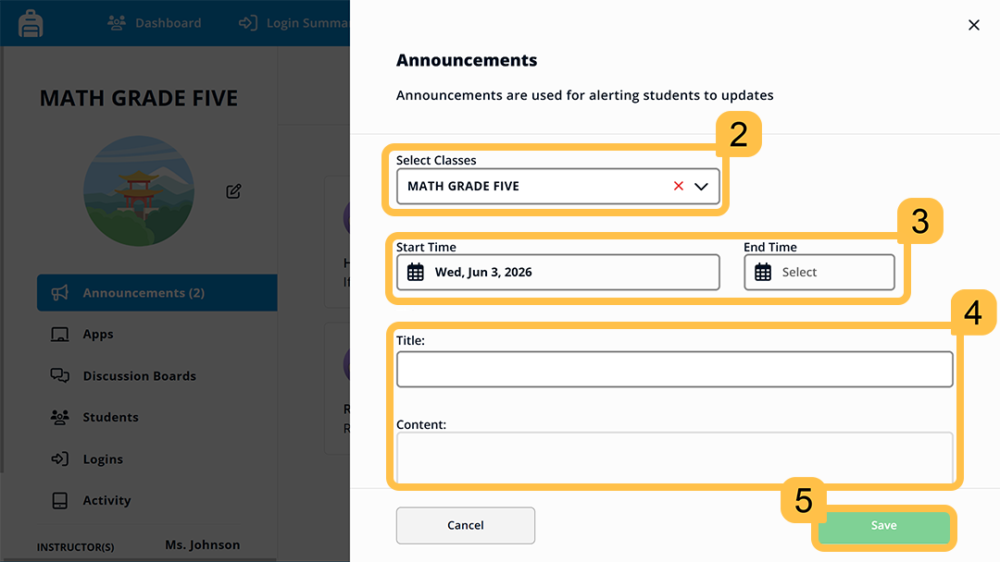 Dashboard
Login Summa
MATH GRADE FIVE
Announcements (2)
Apps
Discussion Boards
Students
Logins
Activity
INSTRUCTOR(S)
Ms. Johnson
H
If
R
R
Announcements
Announcements are used for alerting students to updates
2
Select Classes
MATH GRADE FIVE
3
Start Time
End Time
Wed, Jun 3, 2026
Select
4
Title:
Content:
5
Cancel
Save